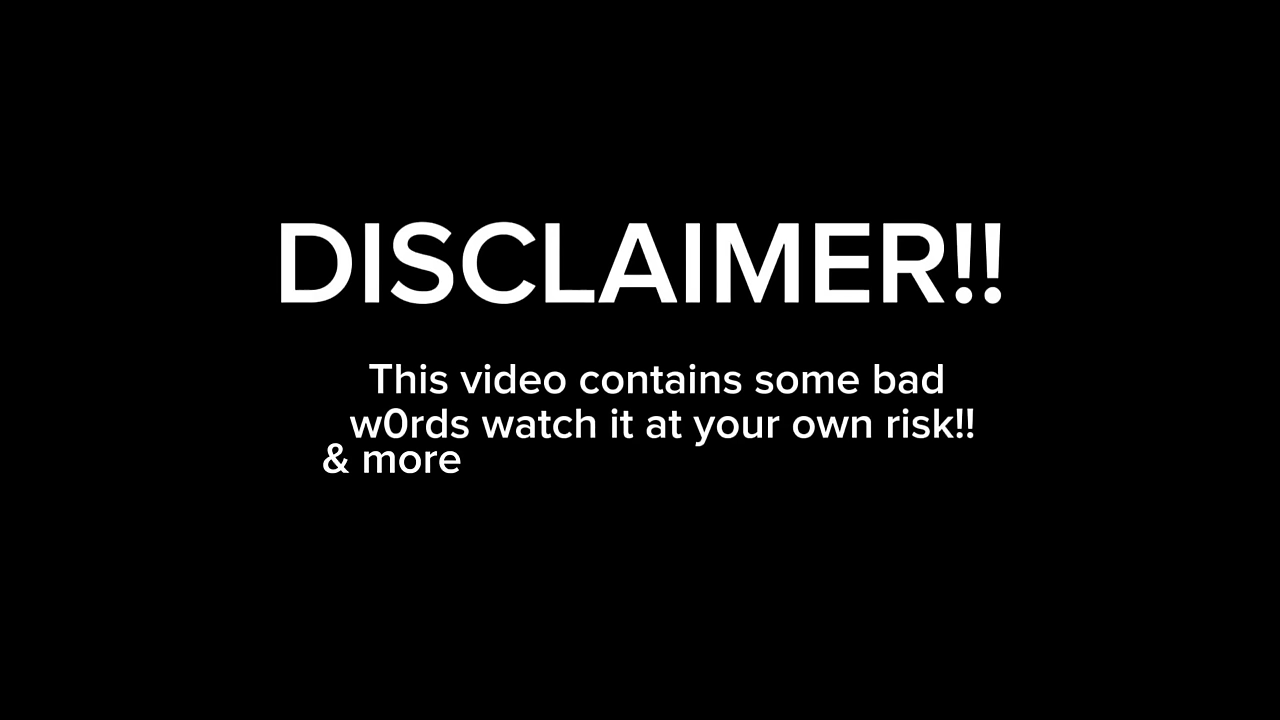 DISCLAIMER!!
This video contains some bad
w0rds watch it at your own risk!!
& more